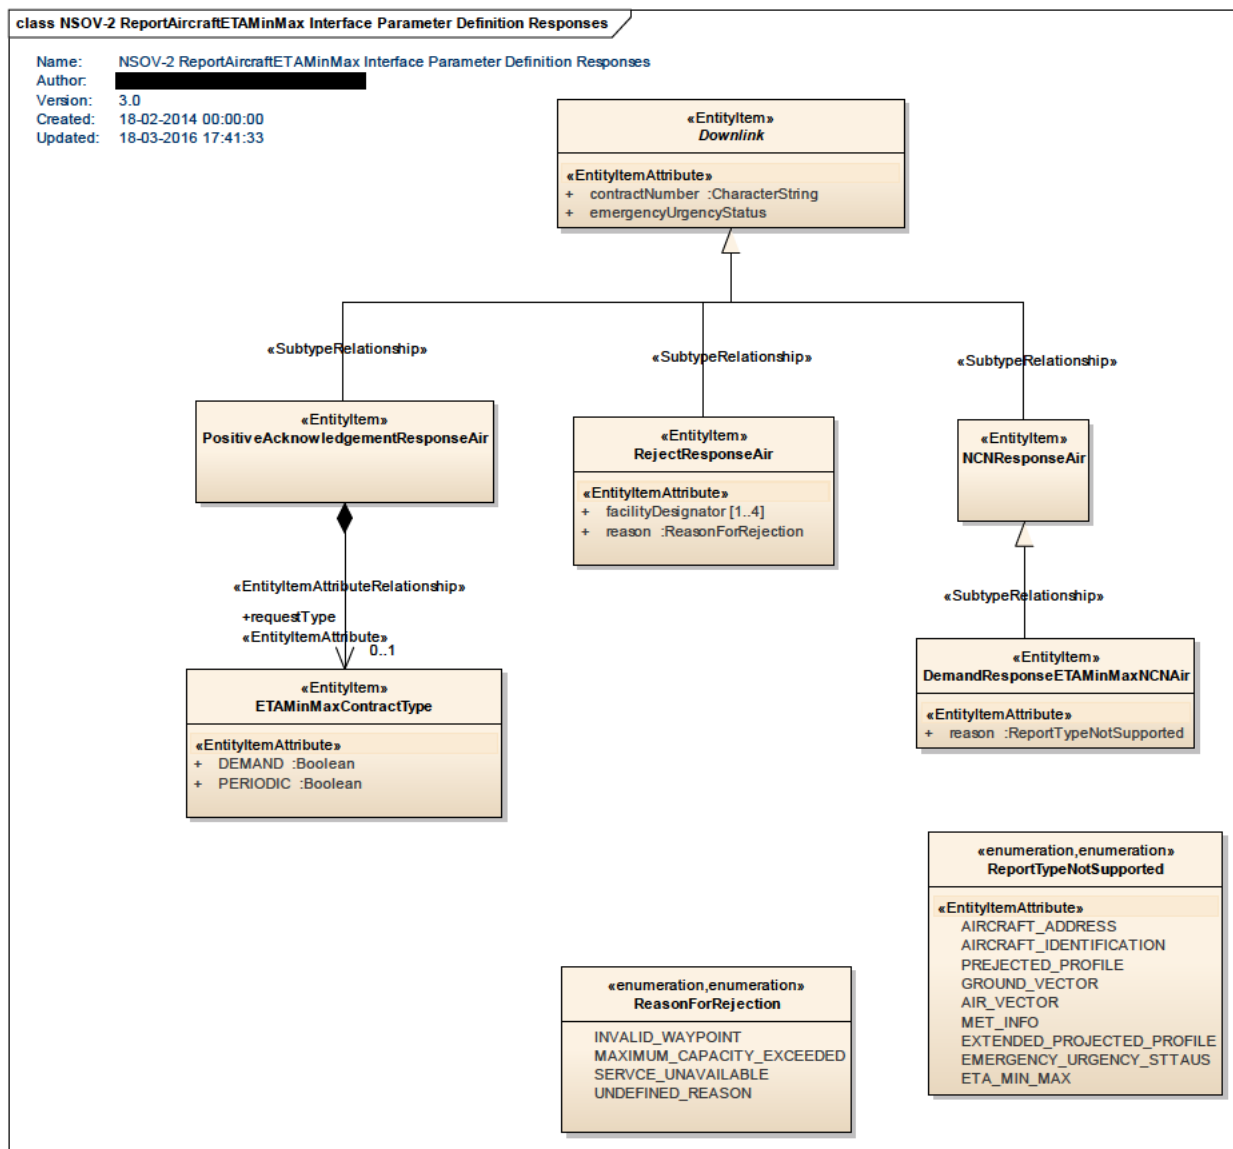 class NSOV-2 ReportAircraftETAMinMax Interface Parameter Definition Responses
Name: NSOV-2 ReportAircraftETAMinMax Interface Parameter Definition Responses
Author:
Version: 3.0
Created: 18-02-2014 00:00:00
Updated: 18-03-2016 17:41:33
«EntityItem»
Downlink
«EntityItemAttribute»
+ contractNumber :CharacterString
+ emergencyUrgencyStatus
«SubtypeRelationship»
«SubtypeRelationship»
«SubtypeRelationship»
«EntityItem»
PositiveAcknowledgementResponseAir
«EntityItem»
RejectResponseAir
«EntityItemAttribute»
+ facilityDesignator [1..4]
+ reason :ReasonForRejection
«EntityItem»
NCNResponseAir
«EntityItemAttributeRelationship»
+requestType
«EntityItemAttribute»
0..1
«SubtypeRelationship»
«EntityItem»
ETAMinMaxContractType
«EntityItemAttribute»
+ DEMAND :Boolean
+ PERIODIC :Boolean
«EntityItem»
DemandResponseETAMinMaxNCNAir
«EntityItemAttribute»
+ reason :ReportTypeNotSupported
«enumeration,enumeration»
ReportTypeNotSupported
«EntityItemAttribute»
AIRCRAFT_ADDRESS
AIRCRAFT_IDENTIFICATION
PREJECTED_PROFILE
GROUND_VECTOR
AIR_VECTOR
MET_INFO
EXTENDED_PROJECTED_PROFILE
EMERGENCY_URGENCY_STTAUS
ETA_MIN_MAX
«enumeration,enumeration»
ReasonForRejection
INVALID_WAYPOINT
MAXIMUM_CAPACITY_EXCEEDED
SERVCE_UNAVAILABLE
UNDEFINED_REASON